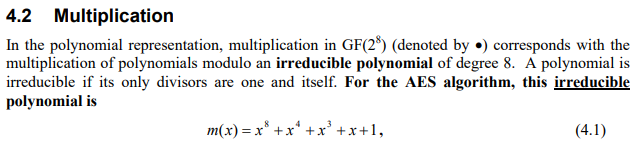 4.2 Multiplication
In the polynomial representation, multiplication in GF(2⁸) (denoted by •) corresponds with the
multiplication of polynomials modulo an irreducible polynomial of degree 8. A polynomial is
irreducible if its only divisors are one and itself. For the AES algorithm, this irreducible
polynomial is
m(x) = x⁸ + x⁴ + x³ + x + 1, (4.1)